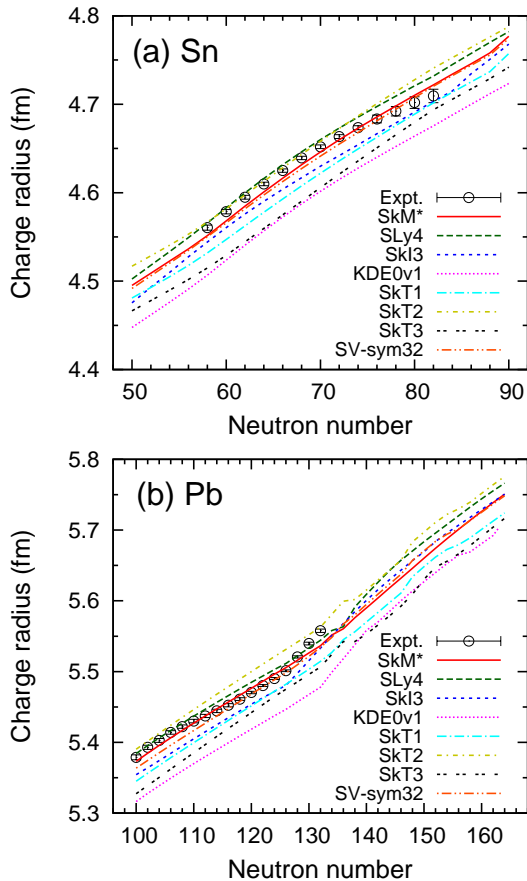 (a) Sn
Charge radius (fm)
4.8
4.7
4.6
4.5
4.4
50 60 70 80 90
Neutron number
Expt.
SkM*
SLy4
SkI3
KDE0v1
SkT1
SkT2
SkT3
SV-sym32
(b) Pb
Charge radius (fm)
5.8
5.7
5.6
5.5
5.4
5.3
100 110 120 130 140 150 160
Neutron number
Expt.
SkM*
SLy4
SkI3
KDE0v1
SkT1
SkT2
SkT3
SV-sym32